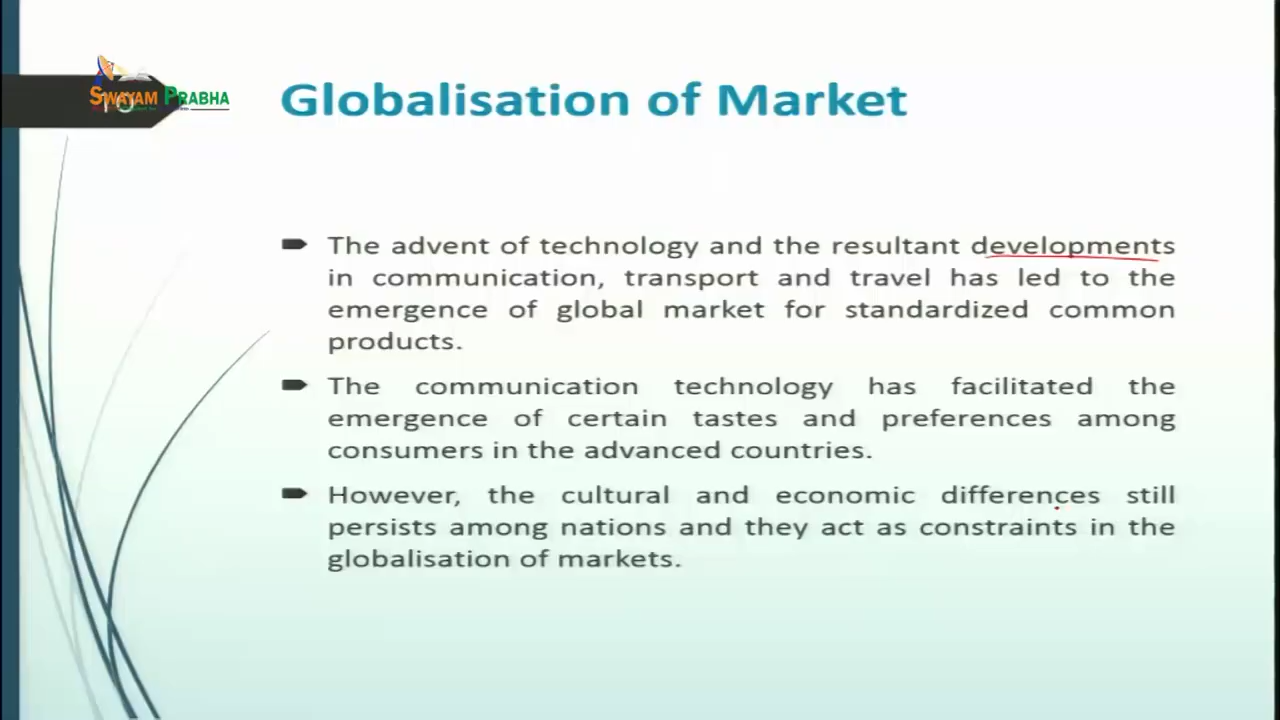 SWAYAM PRABHA
Globalisation of Market
The advent of technology and the resultant developments
in communication, transport and travel has led to the
emergence of global market for standardized common
products.
The communication technology has facilitated the
emergence of certain tastes and preferences among
consumers in the advanced countries.
However, the cultural and economic differences still
persists among nations and they act as constraints in the
globalisation of markets.